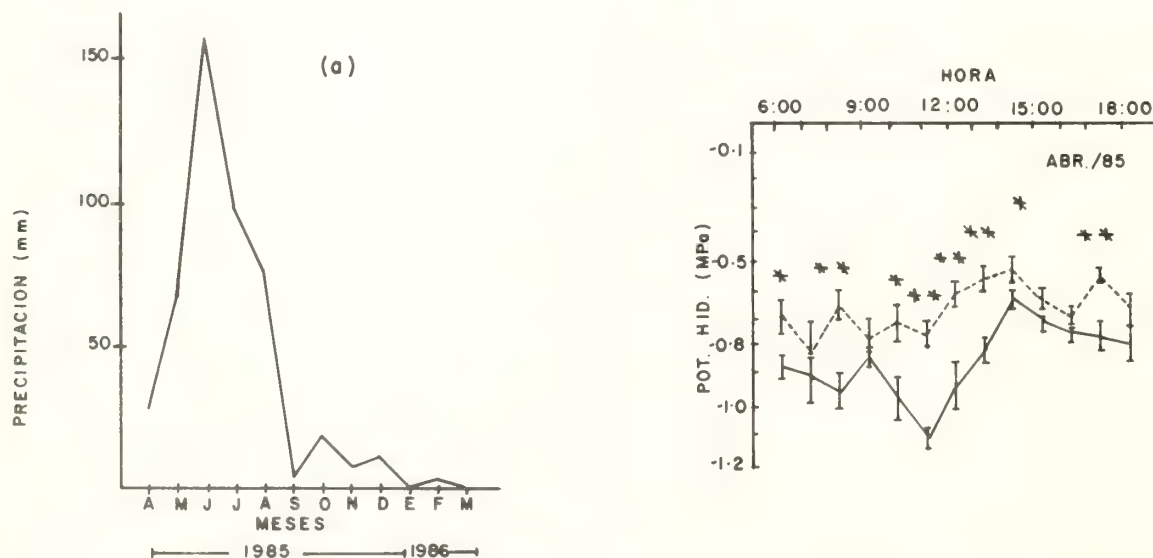 (a)
PRECIPITACION (mm)
150
100
50
A M J J A S O N D E F M
MESES
1985 1986
HORA
6:00 9:00 12:00 15:00 18:00
ABR./85
POT. HID. (MPa)
-0.1
-0.5
-0.8
-1.0
-1.2
*
* *
*
* *
* *
* *
*
* *